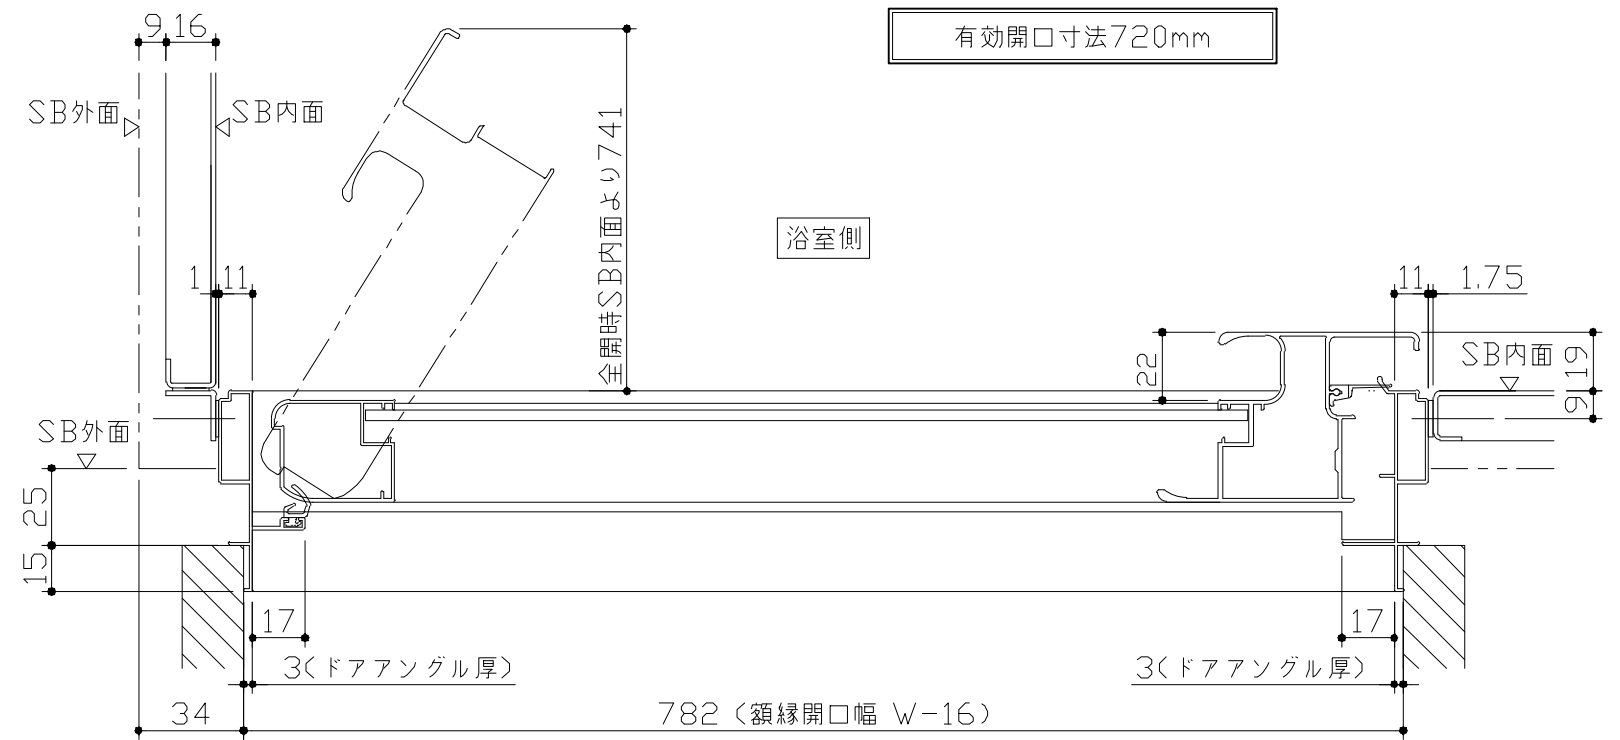 9 16
有効開口寸法720mm
SB外面
SB内面
全開時SB内面より741
浴室側
1 11
11 1.75
22
SB内面
19
9
SB外面
25
15
17
17
3(ドアアングル厚)
3(ドアアングル厚)
34
782 (額縁開口幅 W-16)